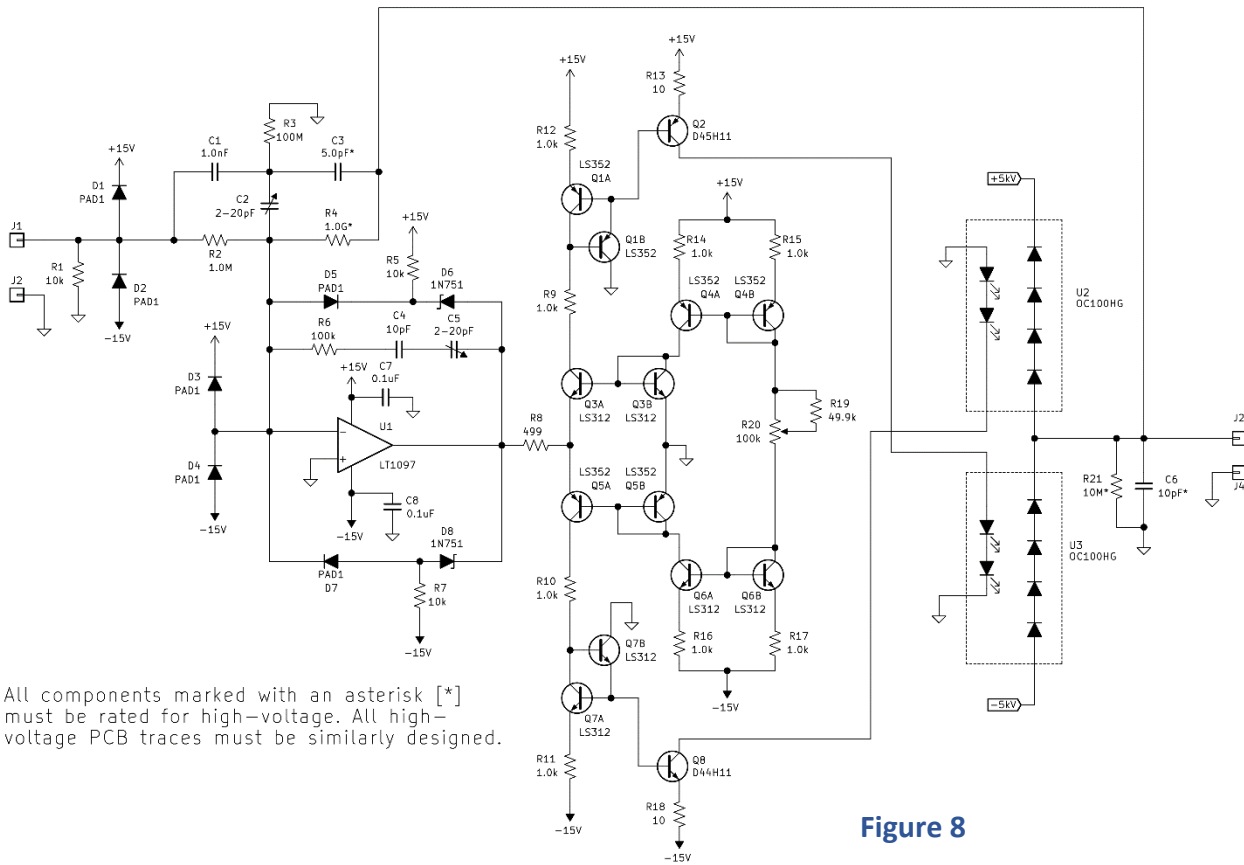 +15V
+15V
R13
10
R3
100M
C1
1.0nF
C3
5.0pF*
R12
1.0k
Q2
D45H11
+15V
D1
PAD1
C2
2-20pF
LS352
Q1A
+15V
+5kV
J1
R4
1.0G*
R2
1.0M
+15V
Q1B
LS352
R14
1.0k
R15
1.0k
R1
10k
J2
D2
PAD1
D5
PAD1
R5
10k
D6
1N751
LS352
Q4A
LS352
Q4B
U2
OC100HG
-15V
R6
100k
C4
10pF
C5
2-20pF
R9
1.0k
+15V
+15V
C7
0.1uF
D3
PAD1
Q3A
LS312
Q3B
LS312
R19
49.9k
R20
100k
U1
LT1097
R8
499
J2
D4
PAD1
LS352
Q5A
LS352
Q5B
R21
10M*
C6
10pF*
J4
-15V
C8
0.1uF
-15V
D8
1N751
U3
OC100HG
PAD1
D7
R7
10k
R10
1.0k
Q6A
LS312
Q6B
LS312
-15V
Q7B
LS312
R16
1.0k
R17
1.0k
-15V
-5kV
All components marked with an asterisk [*]
must be rated for high-voltage. All high-
voltage PCB traces must be similarly designed.
Q7A
LS312
R11
1.0k
Q8
D44H11
-15V
R18
10
-15V
Figure 8